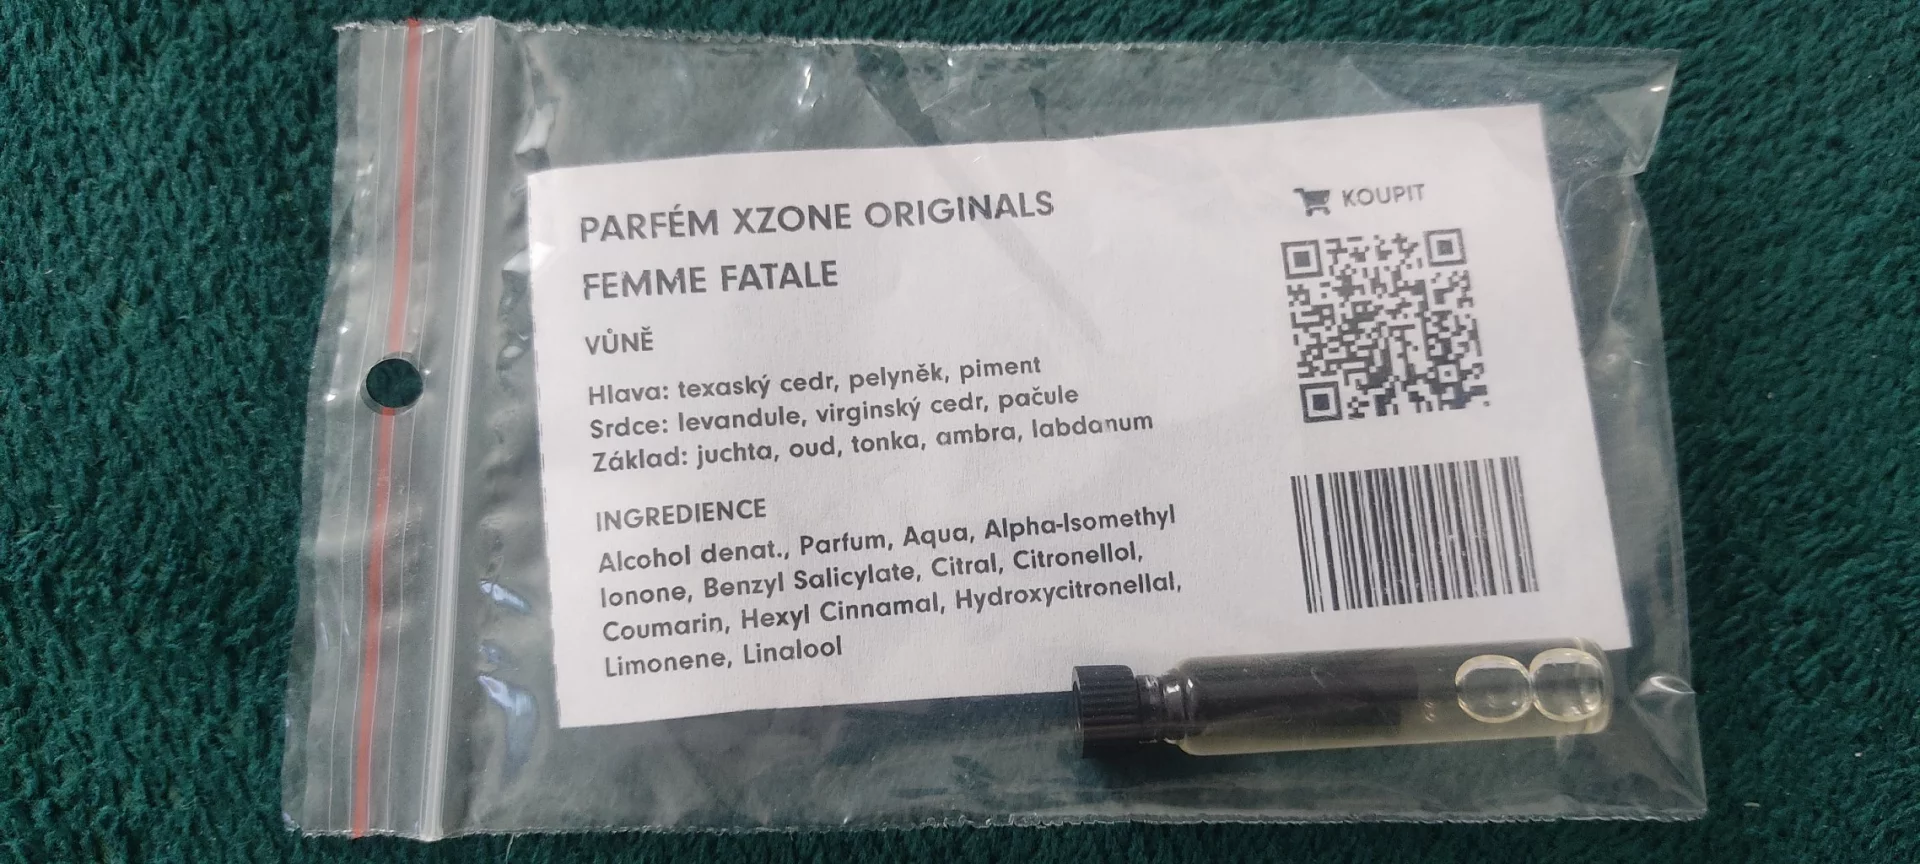 PARFÉM XZONE ORIGINALS
FEMME FATALE
VŮNĚ
Hlava: texaský cedr, pelyněk, piment
Srdce: levandule, virginský cedr, pačule
Základ: juchta, oud, tonka, ambra, labdanum
INGREDIENCE
Alcohol denat., Parfum, Aqua, Alpha-Isomethyl
Ionone, Benzyl Salicylate, Citral, Citronellol,
Coumarin, Hexyl Cinnamal, Hydroxycitronellal,
Limonene, Linalool
KOUPIT